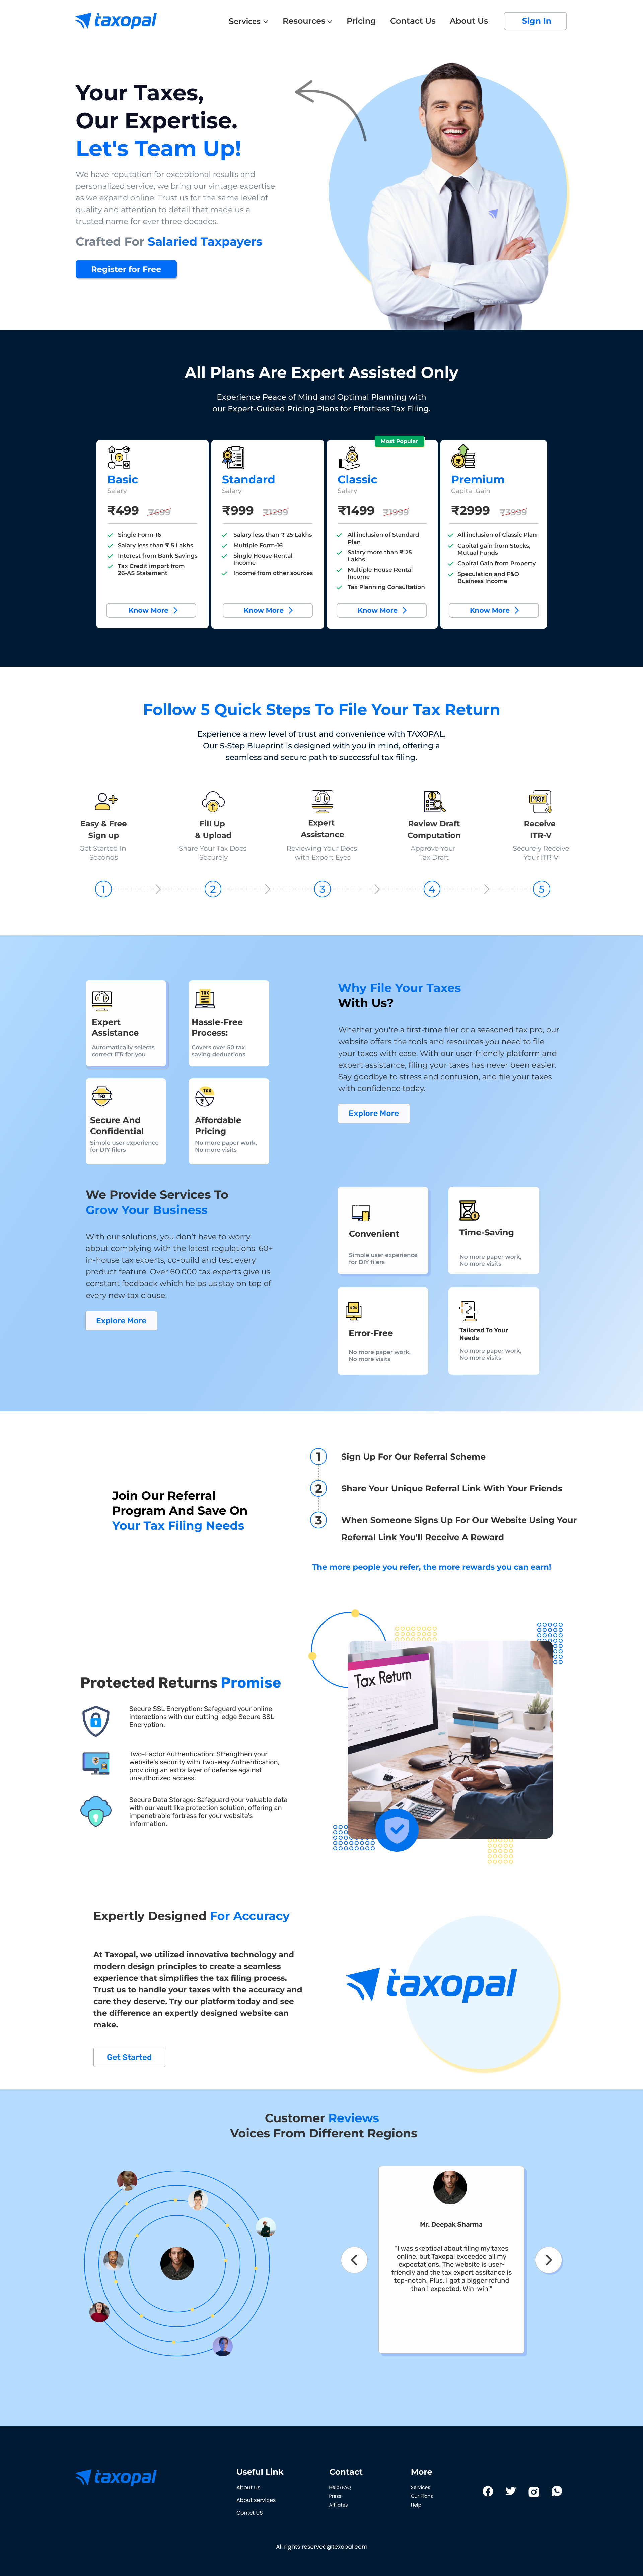 taxopal
Services
Resources
Pricing
Contact Us
About Us
Sign In
Your Taxes,
Our Expertise.
Let's Team Up!
We have reputation for exceptional results and
personalized service, we bring our vintage expertise
as we expand online. Trust us for the same level of
quality and attention to detail that made us a
trusted name for over three decades.
Crafted For Salaried Taxpayers
Register for Free
All Plans Are Expert Assisted Only
Experience Peace of Mind and Optimal Planning with
our Expert-Guided Pricing Plans for Effortless Tax Filing.
Basic
Salary
₹499 ₹699
Single Form-16
Salary less than ₹ 5 Lakhs
Interest from Bank Savings
Tax Credit import from
26-AS Statement
Know More
Standard
Salary
₹999 ₹1299
Salary less than ₹ 25 Lakhs
Multiple Form-16
Single House Rental
Income
Income from other sources
Know More
Most Popular
Classic
Salary
₹1499 ₹1999
All inclusion of Standard
Plan
Salary more than ₹ 25
Lakhs
Multiple House Rental
Income
Tax Planning Consultation
Know More
Premium
Capital Gain
₹2999 ₹3999
All inclusion of Classic Plan
Capital gain from Stocks,
Mutual Funds
Capital Gain from Property
Speculation and F&O
Business Income
Know More
Follow 5 Quick Steps To File Your Tax Return
Experience a new level of trust and convenience with TAXOPAL.
Our 5-Step Blueprint is designed with you in mind, offering a
seamless and secure path to successful tax filing.
Easy & Free
Sign up
Get Started In
Seconds
Fill Up
& Upload
Share Your Tax Docs
Securely
Expert
Assistance
Reviewing Your Docs
with Expert Eyes
Review Draft
Computation
Approve Your
Tax Draft
PDF
Receive
ITR-V
Securely Receive
Your ITR-V
1 2 3 4 5
Expert
Assistance
Automatically selects
correct ITR for you
TAX
Hassle-Free
Process:
Covers over 50 tax
saving deductions
TAX
Secure And
Confidential
Simple user experience
for DIY filers
TAX
Affordable
Pricing
No more paper work,
No more visits
Why File Your Taxes
With Us?
Whether you're a first-time filer or a seasoned tax pro, our
website offers the tools and resources you need to file
your taxes with ease. With our user-friendly platform and
expert assistance, filing your taxes has never been easier.
Say goodbye to stress and confusion, and file your taxes
with confidence today.
Explore More
We Provide Services To
Grow Your Business
With our solutions, you don't have to worry
about complying with the latest regulations. 60+
in-house tax experts, co-build and test every
product feature. Over 60,000 tax experts give us
constant feedback which helps us stay on top of
every new tax clause.
Explore More
Convenient
Simple user experience
for DIY filers
Time-Saving
No more paper work,
No more visits
404
Error-Free
No more paper work,
No more visits
Tailored To Your
Needs
No more paper work,
No more visits
Join Our Referral
Program And Save On
Your Tax Filing Needs
1 Sign Up For Our Referral Scheme
2 Share Your Unique Referral Link With Your Friends
3 When Someone Signs Up For Our Website Using Your
Referral Link You'll Receive A Reward
The more people you refer, the more rewards you can earn!
Protected Returns Promise
Secure SSL Encryption: Safeguard your online
interactions with our cutting-edge Secure SSL
Encryption.
Two-Factor Authentication: Strengthen your
website's security with Two-Way Authentication,
providing an extra layer of defense against
unauthorized access.
Secure Data Storage: Safeguard your valuable data
with our vault like protection solution, offering an
impenetrable fortress for your website's
information.
Tax Return
Expertly Designed For Accuracy
At Taxopal, we utilized innovative technology and
modern design principles to create a seamless
experience that simplifies the tax filing process.
Trust us to handle your taxes with the accuracy and
care they deserve. Try our platform today and see
the difference an expertly designed website can
make.
Get Started
taxopal
Customer Reviews
Voices From Different Regions
Mr. Deepak Sharma
"I was skeptical about filing my taxes
online, but Taxopal exceeded all my
expectations. The website is user-
friendly and the tax expert assitance is
top-notch. Plus, I got a bigger refund
than I expected. Win-win!"
taxopal
Useful Link
About Us
About services
Contct US
Contact
Help/FAQ
Press
Affiliates
More
Services
Our Plans
Help
All rights reserved@texopal.com